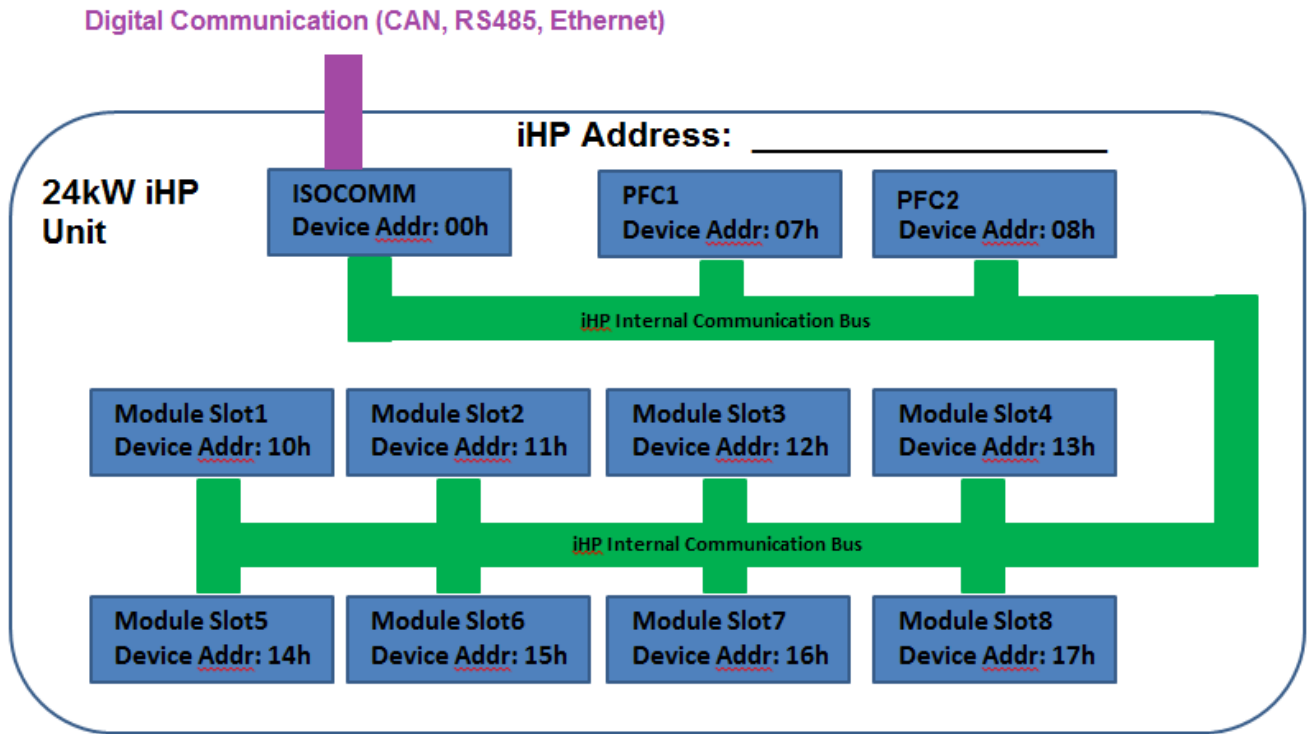 Digital Communication (CAN, RS485, Ethernet)
iHP Address: ____________________
24kW iHP
Unit
ISOCOMM
Device Addr: 00h
PFC1
Device Addr: 07h
PFC2
Device Addr: 08h
iHP Internal Communication Bus
Module Slot1
Device Addr: 10h
Module Slot2
Device Addr: 11h
Module Slot3
Device Addr: 12h
Module Slot4
Device Addr: 13h
iHP Internal Communication Bus
Module Slot5
Device Addr: 14h
Module Slot6
Device Addr: 15h
Module Slot7
Device Addr: 16h
Module Slot8
Device Addr: 17h